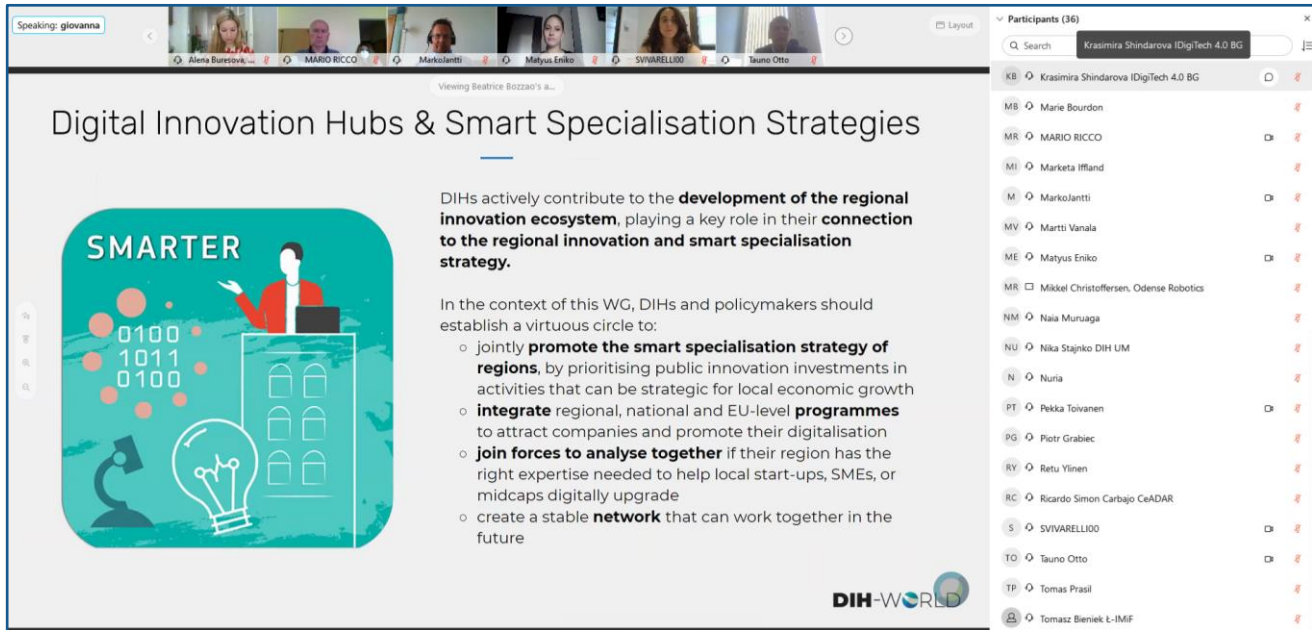 Speaking: giovanna
Layout
Alena Buresova,...
MARIO RICCO
MarkoJantti
Matyus Eniko
SVIVARELLI00
Tauno Otto
Viewing Beatrice Bozzao's a...
Digital Innovation Hubs & Smart Specialisation Strategies
SMARTER
0100
1011
0100
DIHs actively contribute to the development of the regional
innovation ecosystem, playing a key role in their connection
to the regional innovation and smart specialisation
strategy.
In the context of this WG, DIHs and policymakers should
establish a virtuous circle to:
jointly promote the smart specialisation strategy of
regions, by prioritising public innovation investments in
activities that can be strategic for local economic growth
integrate regional, national and EU-level programmes
to attract companies and promote their digitalisation
join forces to analyse together if their region has the
right expertise needed to help local start-ups, SMEs, or
midcaps digitally upgrade
create a stable network that can work together in the
future
DIH-WORLD
Participants (36)
Search
Krasimira Shindarova IDigiTech 4.0 BG
KB Krasimira Shindarova IDigiTech 4.0 BG
MB Marie Bourdon
MR MARIO RICCO
MI Marketa Iffland
M MarkoJantti
MV Martti Vanala
ME Matyus Eniko
MR Mikkel Christoffersen, Odense Robotics
NM Naia Muruaga
NU Nika Stajnko DIH UM
N Nuria
PT Pekka Toivanen
PG Piotr Grabiec
RY Retu Ylinen
RC Ricardo Simon Carbajo CeADAR
S SVIVARELLI00
TO Tauno Otto
TP Tomas Prasil
Tomasz Bieniek Ł-IMiF